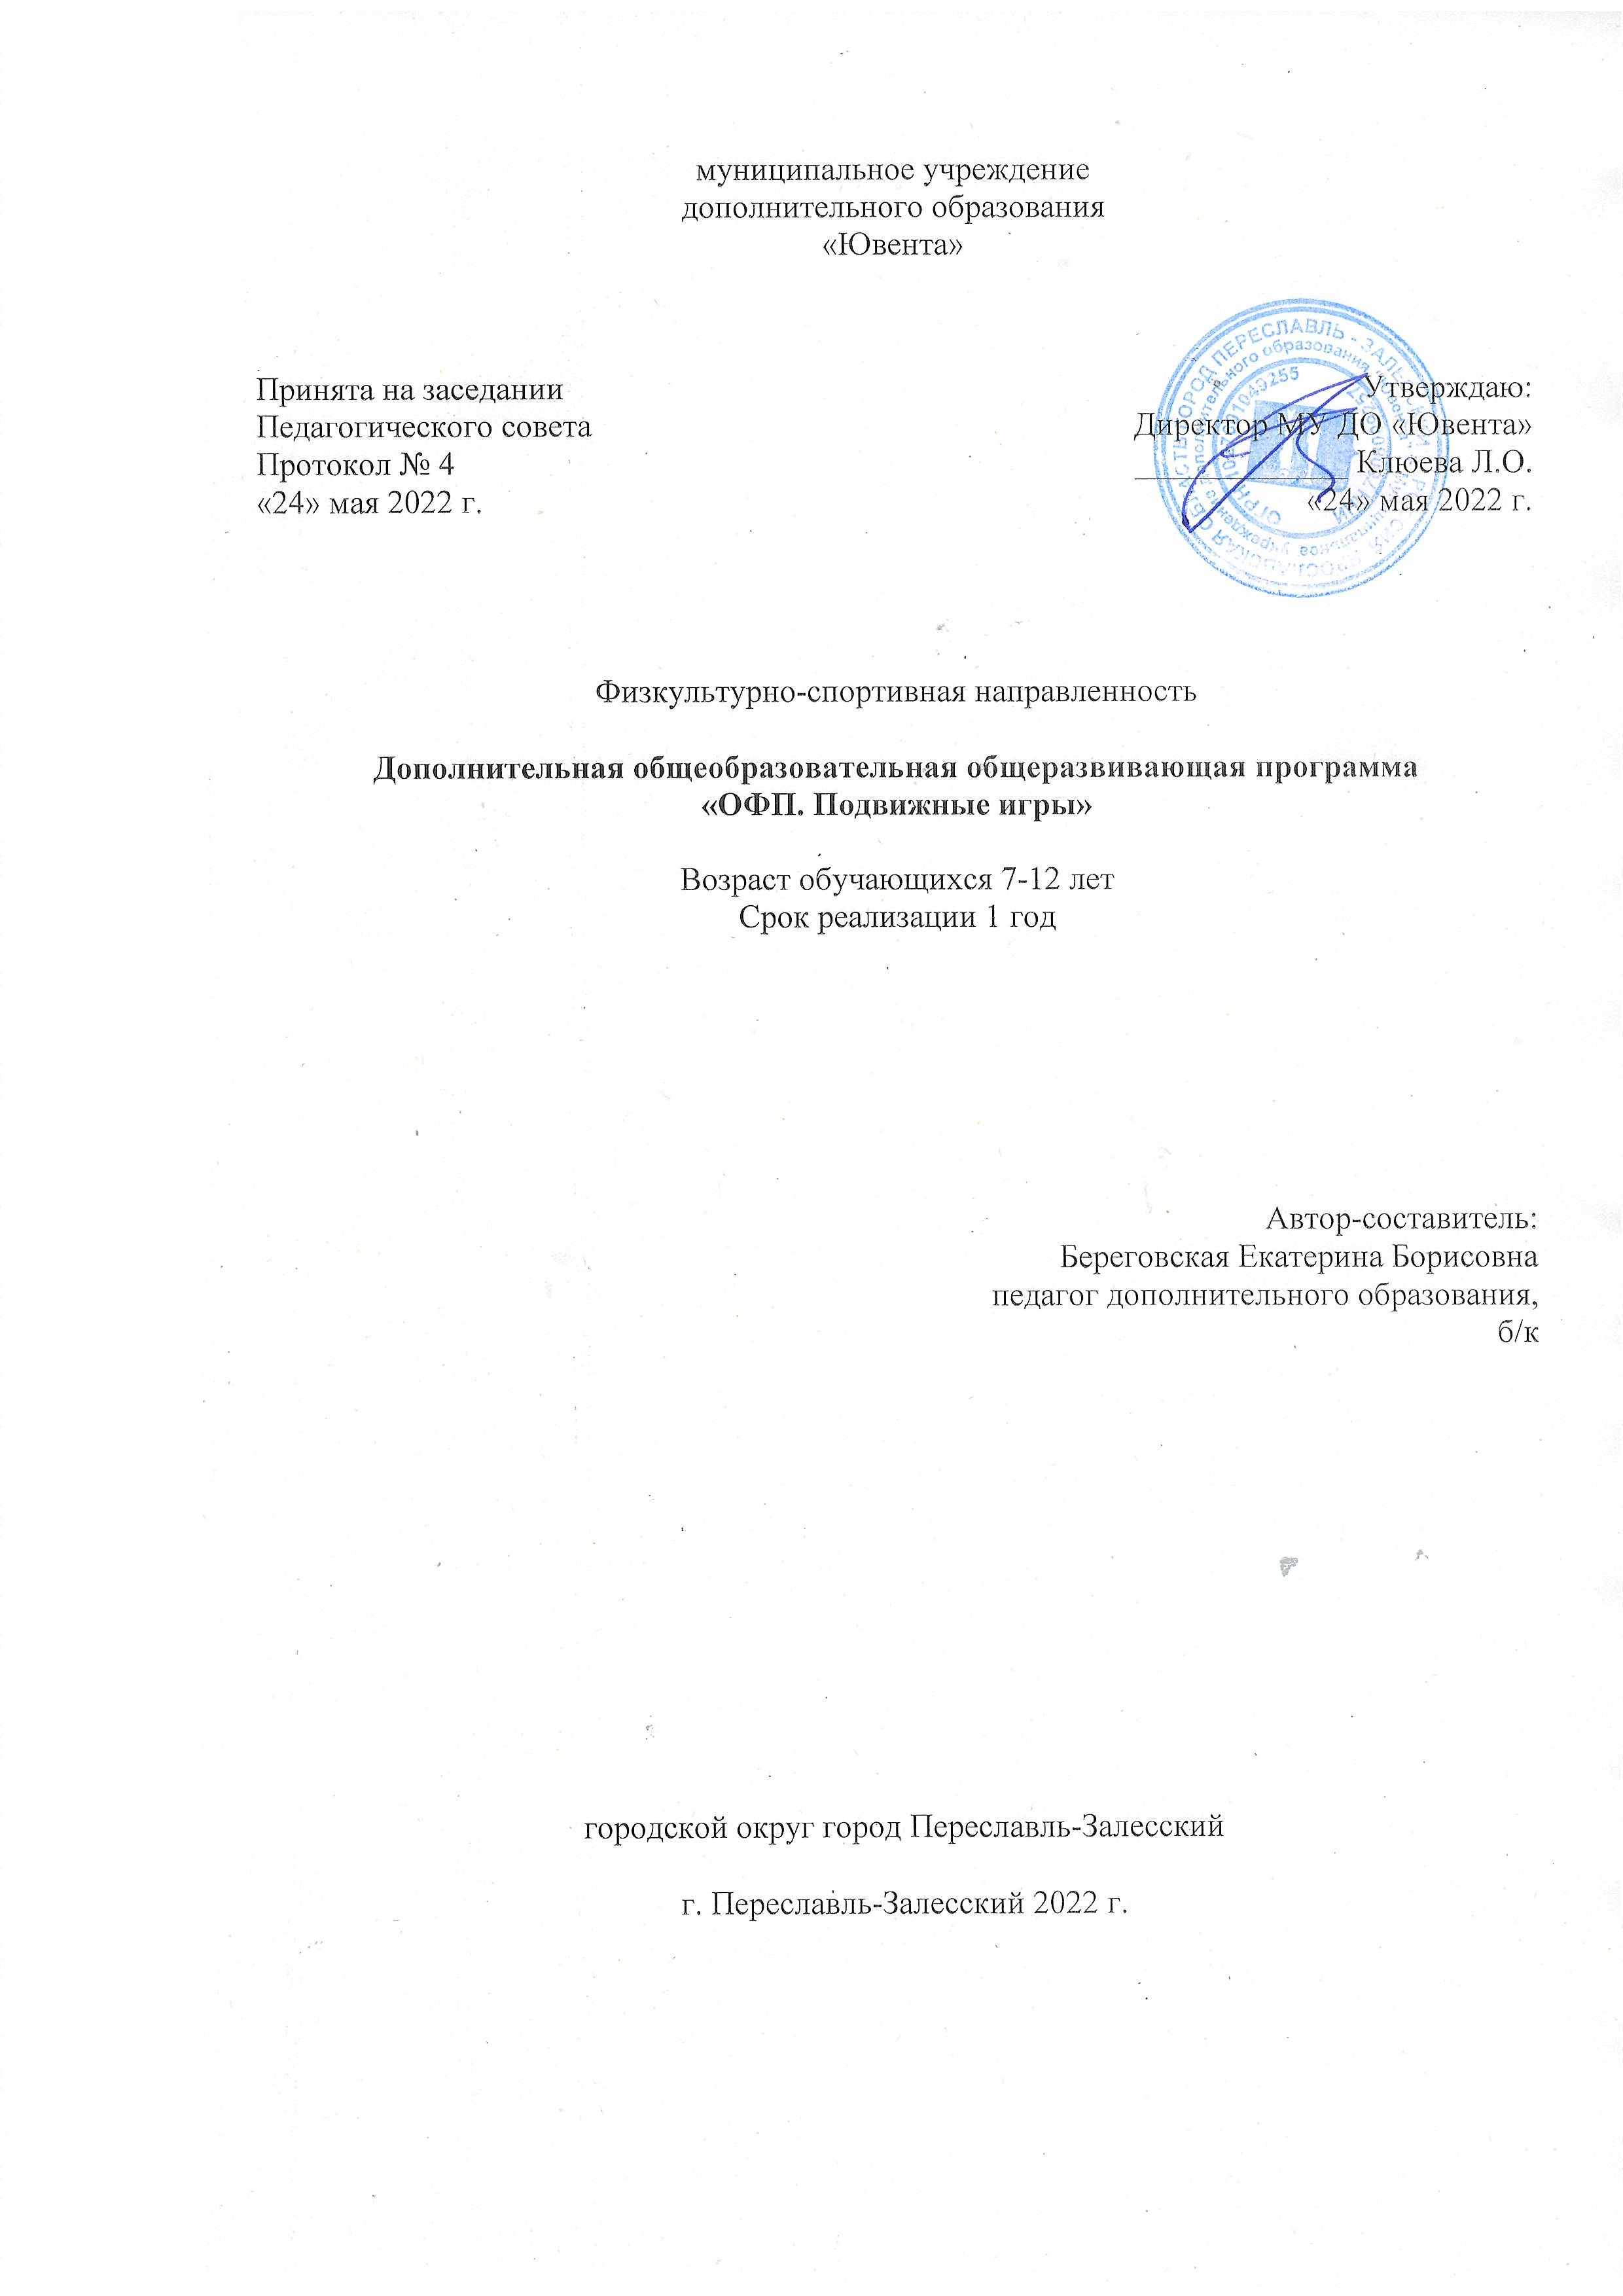 муниципальное учреждение
дополнительного образования
«Ювента»
Принята на заседании
Педагогического совета
Протокол № 4
«24» мая 2022 г.
Утверждаю:
Директор МУ ДО «Ювента»
Клюева Л.О.
«24» мая 2022 г.
ГОРОД ПЕРЕСЛАВЛЬ - 
образования
Физкультурно-спортивная направленность
Дополнительная общеобразовательная общеразвивающая программа
«ОФП. Подвижные игры»
Возраст обучающихся 7-12 лет
Срок реализации 1 год
Автор-составитель:
Береговская Екатерина Борисовна
педагог дополнительного образования,
б/к
городской округ город Переславль-Залесский
г. Переславль-Залесский 2022 г.